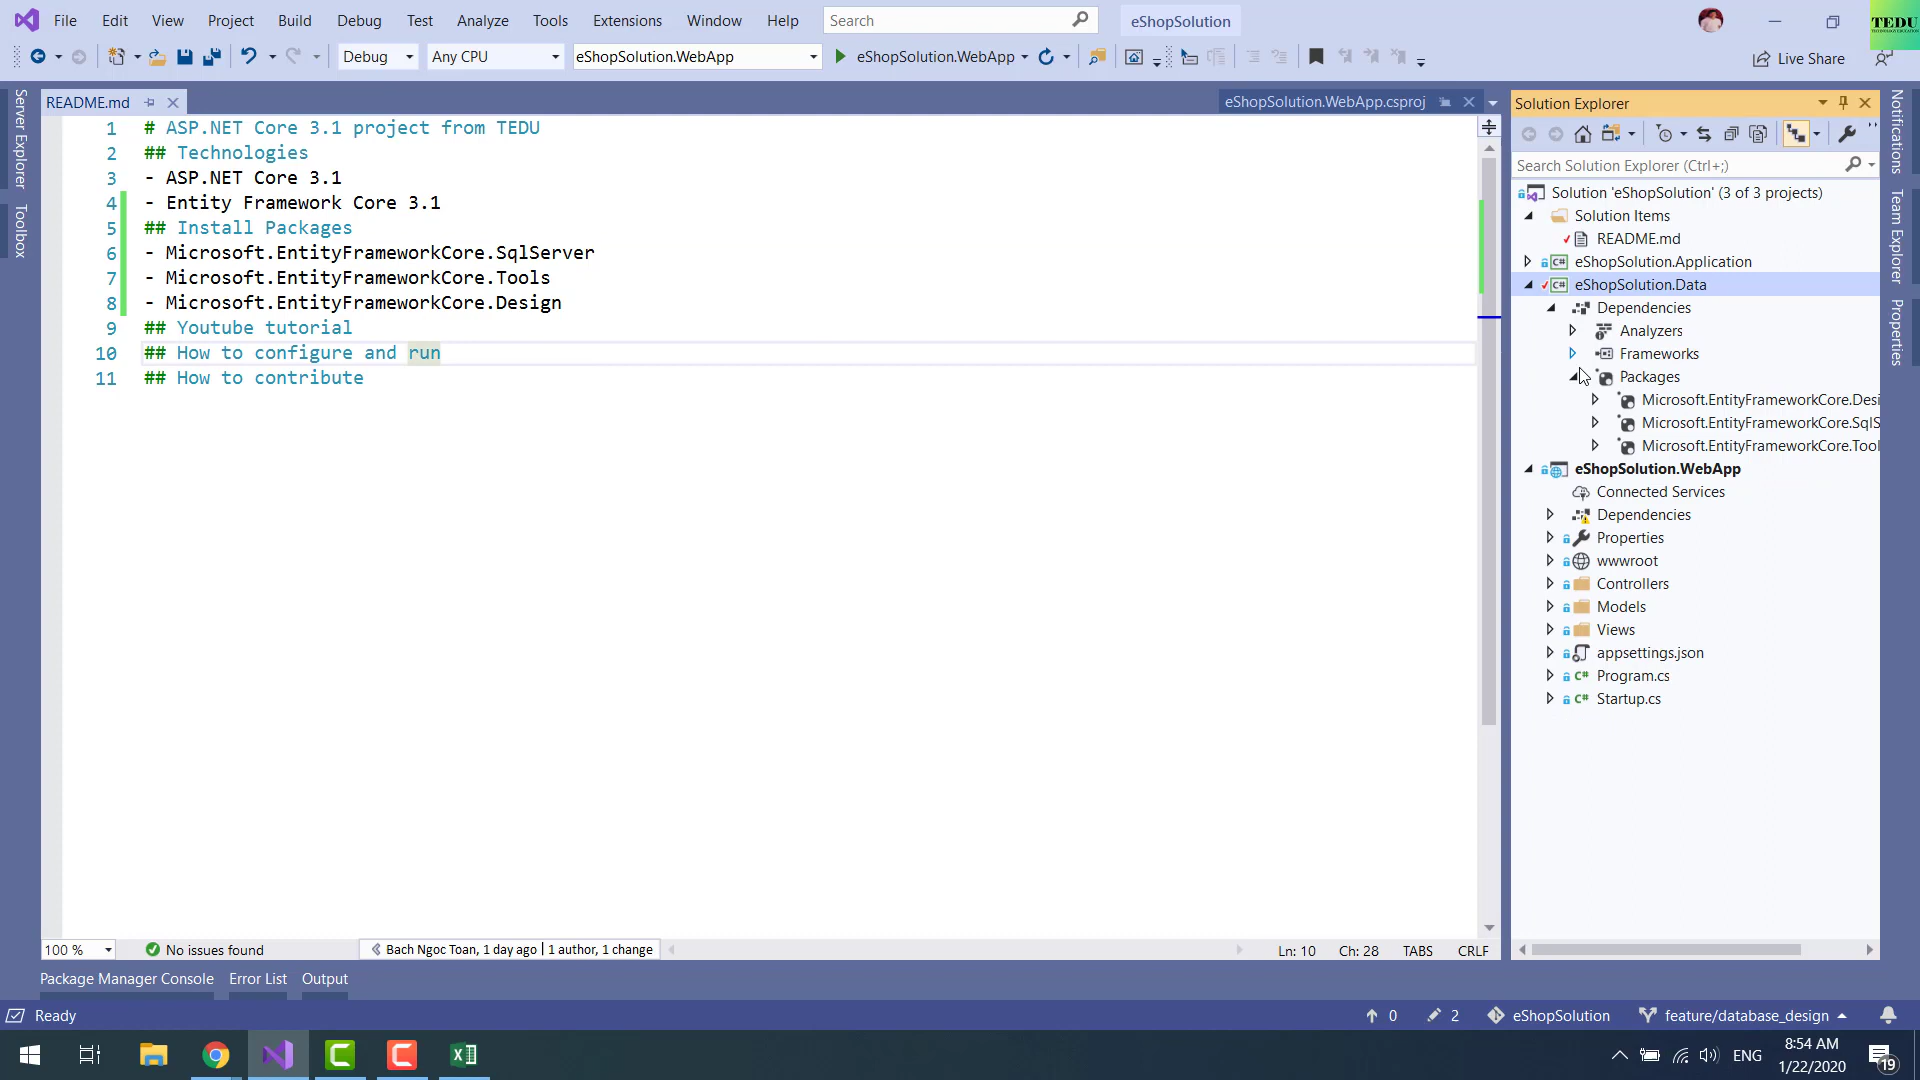 File Edit View Project Build Debug Test Analyze Tools Extensions Window Help Search eShopSolution
TEDU
Debug Any CPU eShopSolution.WebApp eShopSolution.WebApp Live Share
Server Explorer
Toolbox
README.md
eShopSolution.WebApp.csproj
1 # ASP.NET Core 3.1 project from TEDU
2 ## Technologies
3 - ASP.NET Core 3.1
4 - Entity Framework Core 3.1
5 ## Install Packages
6 - Microsoft.EntityFrameworkCore.SqlServer
7 - Microsoft.EntityFrameworkCore.Tools
8 - Microsoft.EntityFrameworkCore.Design
9 ## Youtube tutorial
10 ## How to configure and run
11 ## How to contribute
Solution Explorer
Search Solution Explorer (Ctrl+;)
Solution 'eShopSolution' (3 of 3 projects)
Solution Items
README.md
eShopSolution.Application
eShopSolution.Data
Dependencies
Analyzers
Frameworks
Packages
Microsoft.EntityFrameworkCore.Desi
Microsoft.EntityFrameworkCore.SqlS
Microsoft.EntityFrameworkCore.Tool
eShopSolution.WebApp
Connected Services
Dependencies
Properties
wwwroot
Controllers
Models
Views
appsettings.json
Program.cs
Startup.cs
Notifications
Team Explorer
Properties
100 % No issues found Bach Ngoc Toan, 1 day ago | 1 author, 1 change Ln: 10 Ch: 28 TABS CRLF
Package Manager Console Error List Output
Ready 0 2 eShopSolution feature/database_design
ENG
8:54 AM
1/22/2020
19